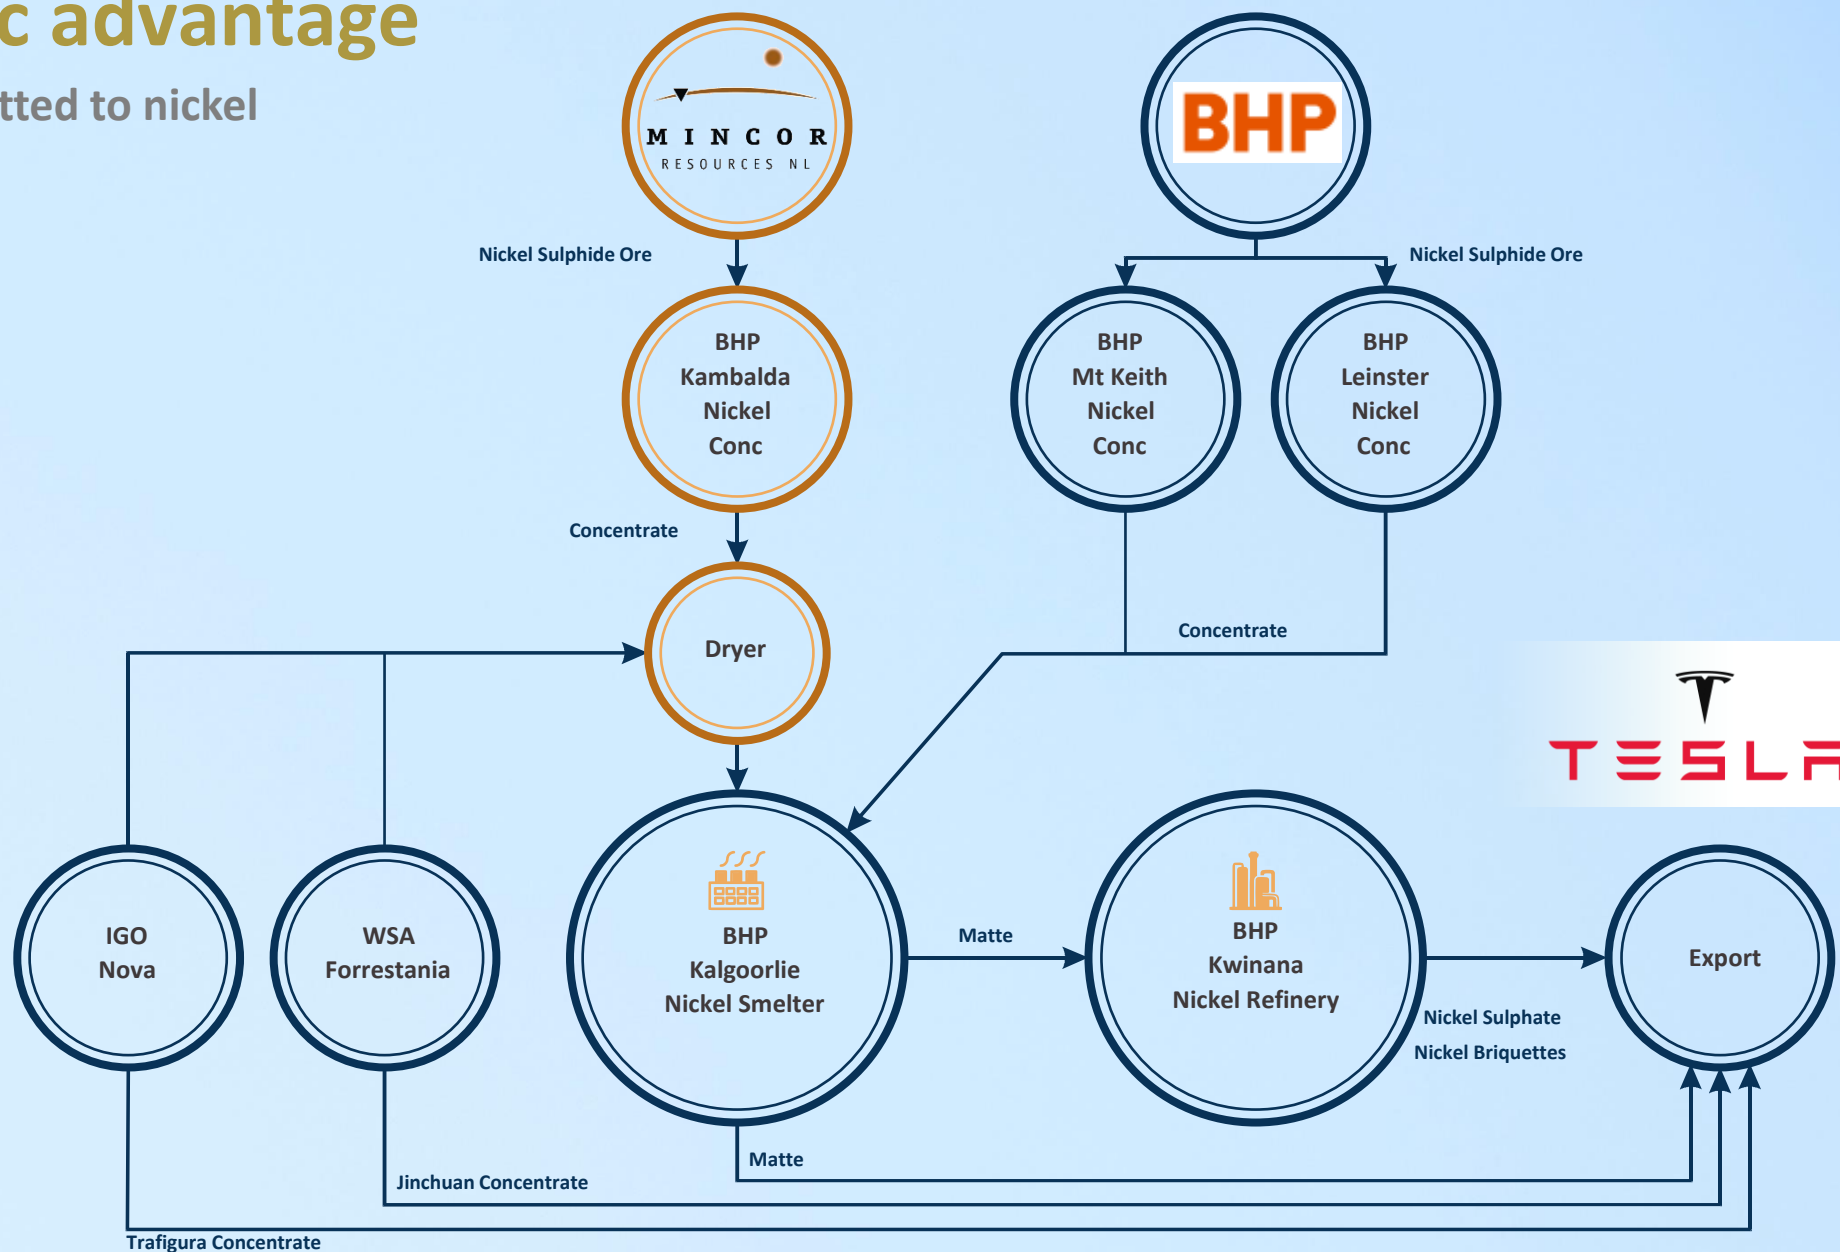 c advantage
tted to nickel
MINCOR
RESOURCES NL
BHP
Nickel Sulphide Ore
Nickel Sulphide Ore
BHP
Kambalda
Nickel
Conc
BHP
Mt Keith
Nickel
Conc
BHP
Leinster
Nickel
Conc
Concentrate
Concentrate
Dryer
TESLA
IGO
Nova
WSA
Forrestania
BHP
Kalgoorlie
Nickel Smelter
Matte
BHP
Kwinana
Nickel Refinery
Nickel Sulphate
Nickel Briquettes
Export
Matte
Jinchuan Concentrate
Trafigura Concentrate